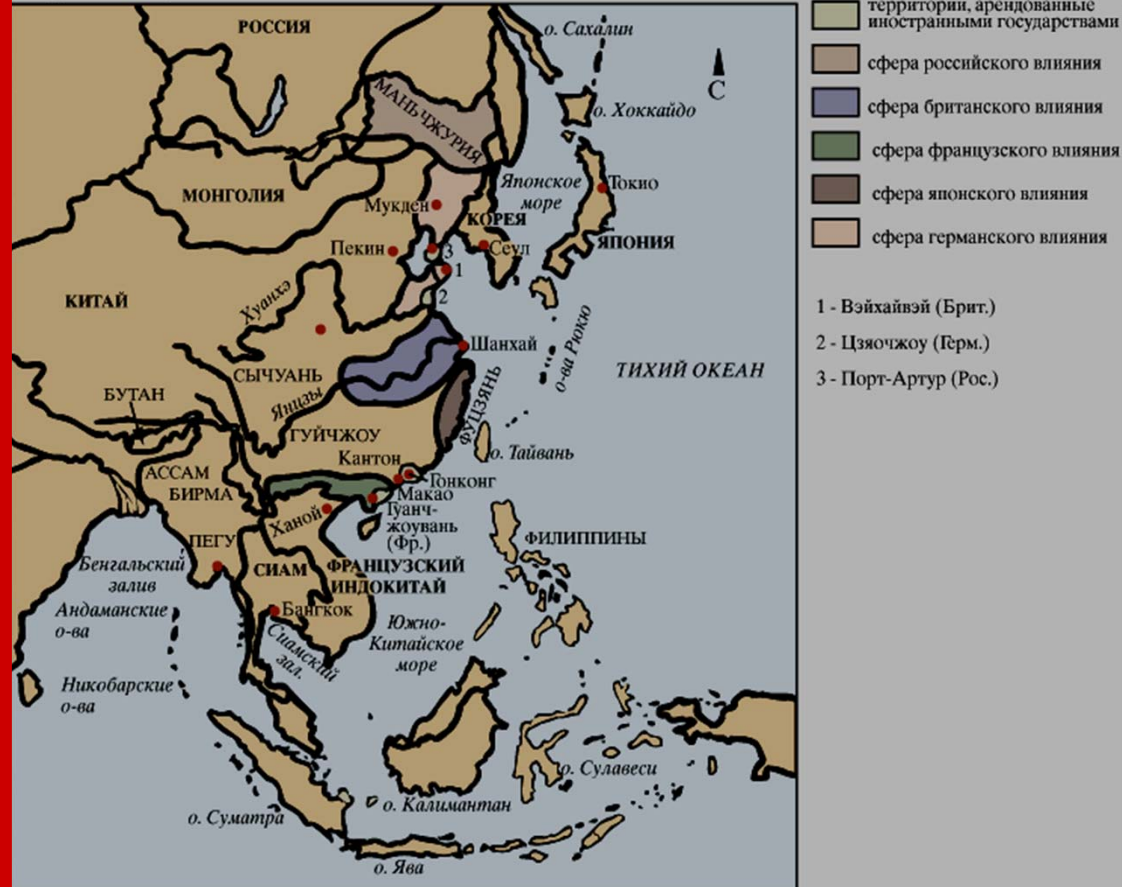 РОССИЯ
о. Сахалин
С
МАНЬЧЖУРИЯ
о. Хоккайдо
МОНГОЛИЯ
Японское
море
Токио
Мукден
КОРЕЯ
ЯПОНИЯ
Пекин
3
Сеул
1
2
КИТАЙ
Хуанхэ
Шанхай
о-ва Рюкю
ТИХИЙ ОКЕАН
СЫЧУАНЬ
БУТАН
Янцзы
ФУЦЗЯНЬ
ГУЙЧЖОУ
о. Тайвань
Кантон
АССАМ
Гонконг
БИРМА
Макао
Гуанч-
жоувань
(Фр.)
Ханой
ФИЛИППИНЫ
ПЕГУ
Бенгальский
залив
СИАМ
ФРАНЦУЗСКИЙ
ИНДОКИТАЙ
Андаманские
о-ва
Бангкок
Южно-
Китайское
море
Сиамский
зал.
Никобарские
о-ва
о. Сулавеси
о. Калимантан
о. Суматра
о. Ява
территории, арендованные
иностранными государствами
сфера российского влияния
сфера британского влияния
сфера французского влияния
сфера японского влияния
сфера германского влияния
1 - Вэйхайвэй (Брит.)
2 - Цзяочжоу (Герм.)
3 - Порт-Артур (Рос.)